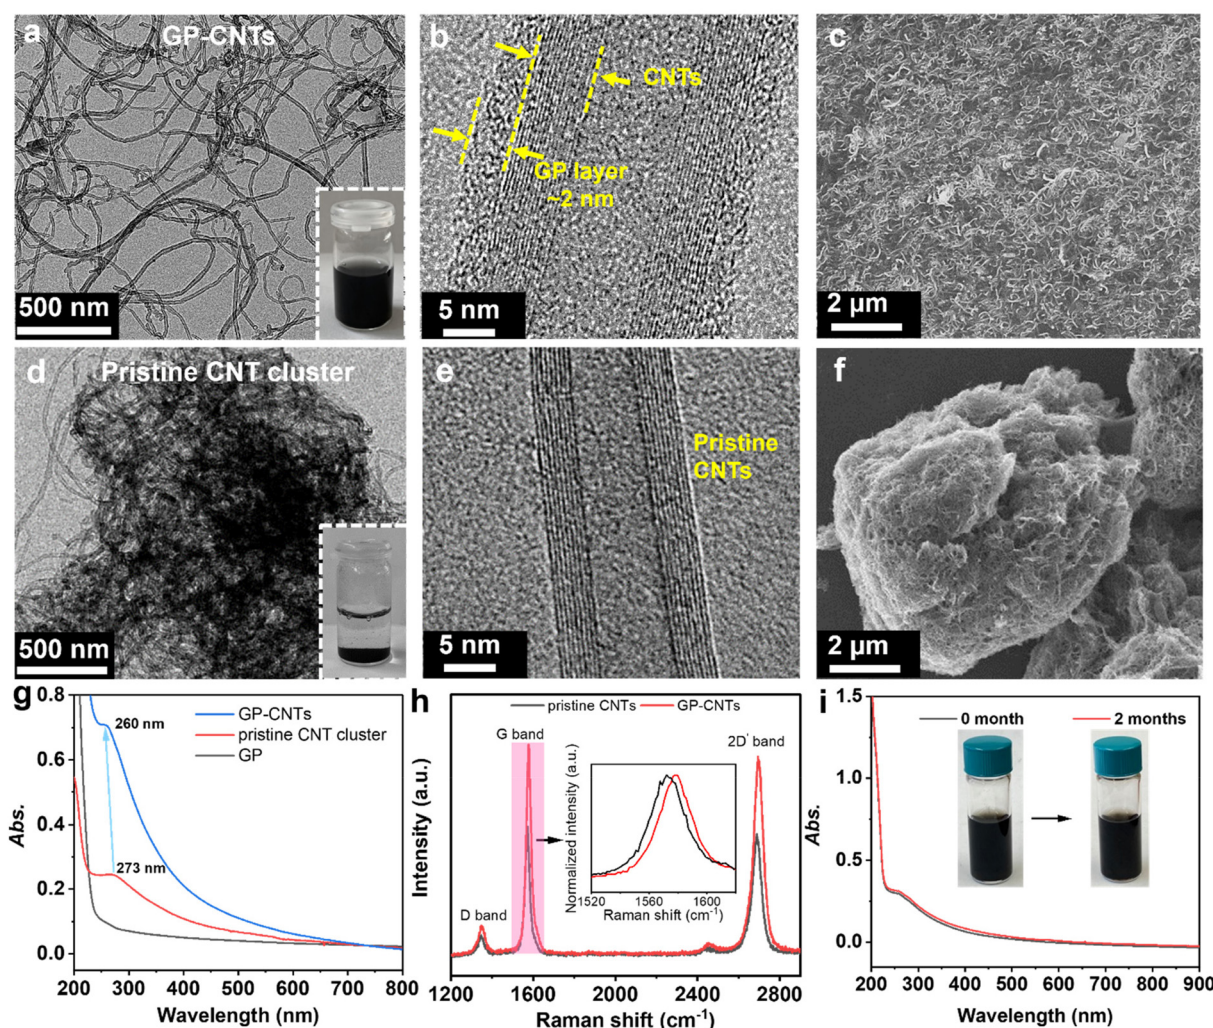 a
GP-CNTs
500 nm
b
CNTs
GP layer
~2 nm
5 nm
c
2 µm
d
Pristine CNT cluster
500 nm
e
Pristine
CNTs
5 nm
f
2 µm
g
0.8
0.6
0.4
0.2
0.0
Abs.
260 nm
273 nm
GP-CNTs
pristine CNT cluster
GP
200 300 400 500 600 700 800
Wavelength (nm)
h
pristine CNTs
GP-CNTs
G band
2D' band
D band
Intensity (a.u.)
Normalized intensity (a.u.)
1520 1560 1600
Raman shift (cm-1)
1200 1600 2000 2400 2800
Raman shift (cm-1)
i
1.5
1.0
0.5
0.0
Abs.
0 month
2 months
200 300 400 500 600 700 800 900
Wavelength (nm)